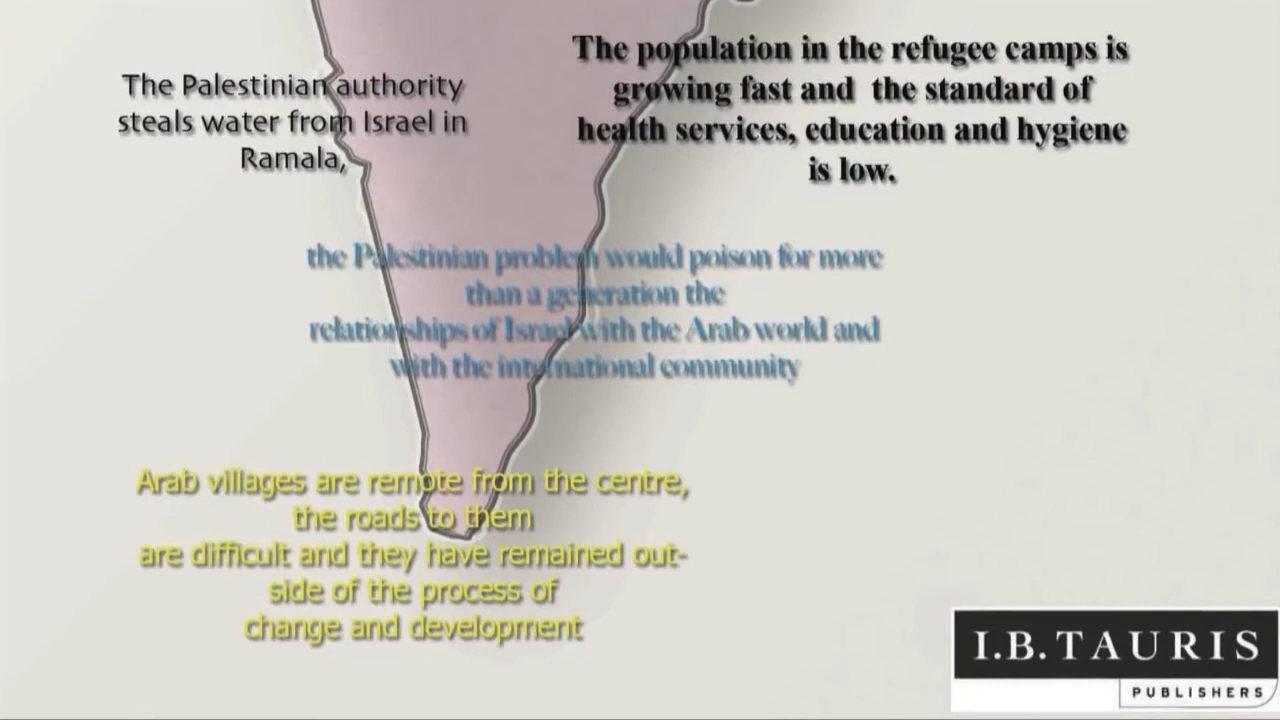 The Palestinian authority
steals water from Israel in
Ramala,
The population in the refugee camps is
growing fast and the standard of
health services, education and hygiene
is low.
the Palestinian problem would poison for more
than a generation the
relationships of Israel with the Arab world and
with the international community
Arab villages are remote from the centre,
the roads to them
are difficult and they have remained out-
side of the process of
change and development
I.B.TAURIS
PUBLISHERS